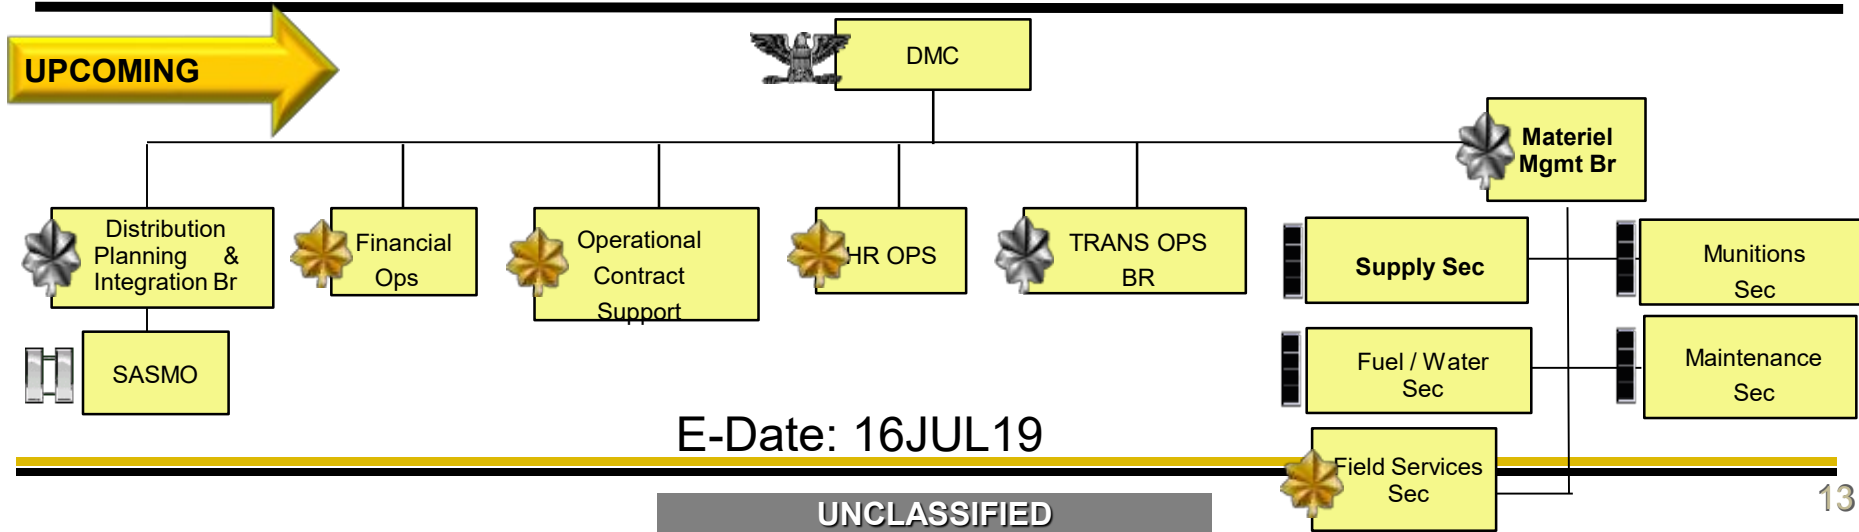 UPCOMING
DMC
Materiel
Mgmt Br
Distribution
Planning &
Integration Br
Financial
Ops
Operational
Contract
Support
HR OPS
TRANS OPS
BR
Supply Sec
Munitions
Sec
SASMO
Fuel / Water
Sec
Maintenance
Sec
E-Date: 16JUL19
Field Services
Sec
UNCLASSIFIED
13